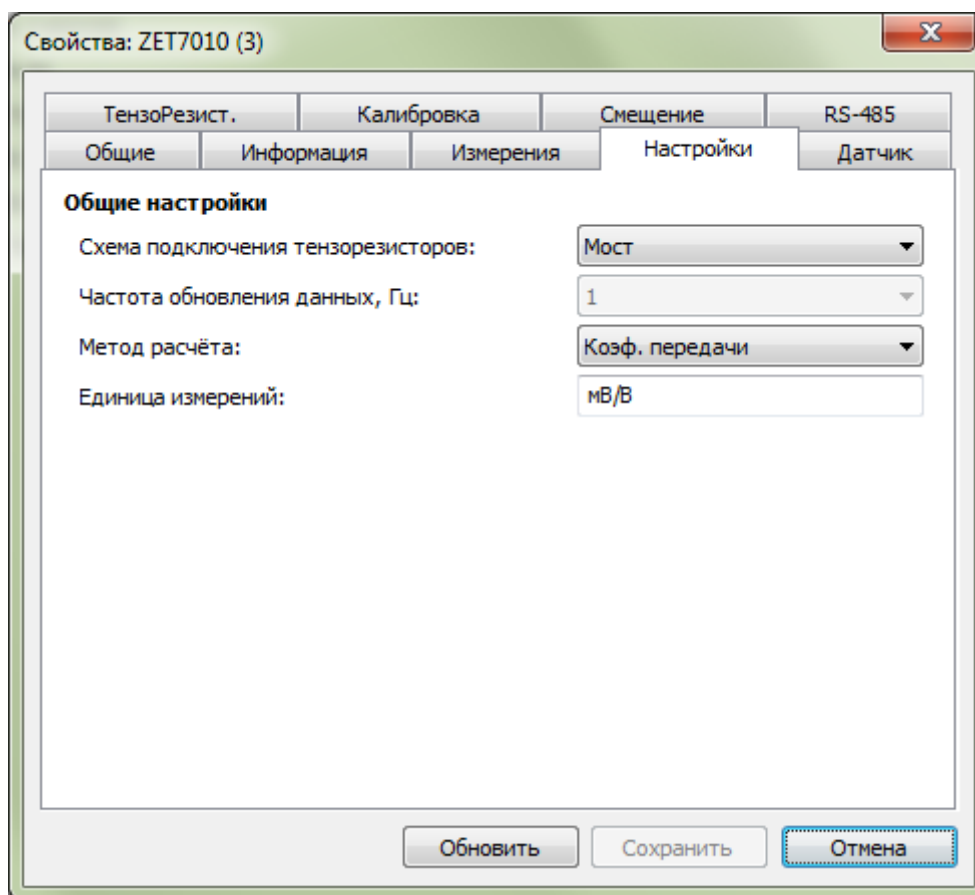 Свойства: ZET7010 (3)
ТензоРезист. Калибровка Смещение RS-485
Общие Информация Измерения Настройки Датчик
Общие настройки
Схема подключения тензорезисторов: Мост
Частота обновления данных, Гц: 1
Метод расчёта: Коэф. передачи
Единица измерений: мВ/В
Обновить Сохранить Отмена